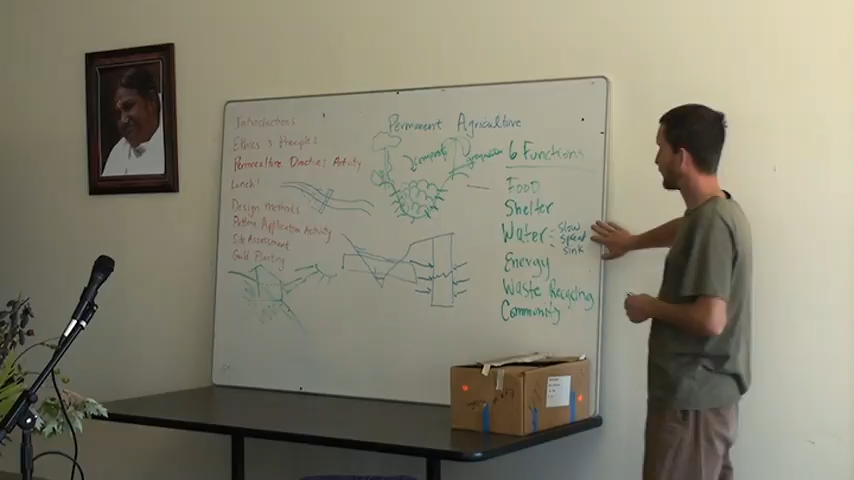 Introductions
Ethics & Principles
Permaculture Directives Activity
Lunch!
Design Methods
Pattern Application Activity
Site Assessment
Guild Planting
Permanent Agriculture
compost
6 Functions
Food
Shelter
Water - slow
spread
sink
Energy
Waste Recycling
Community